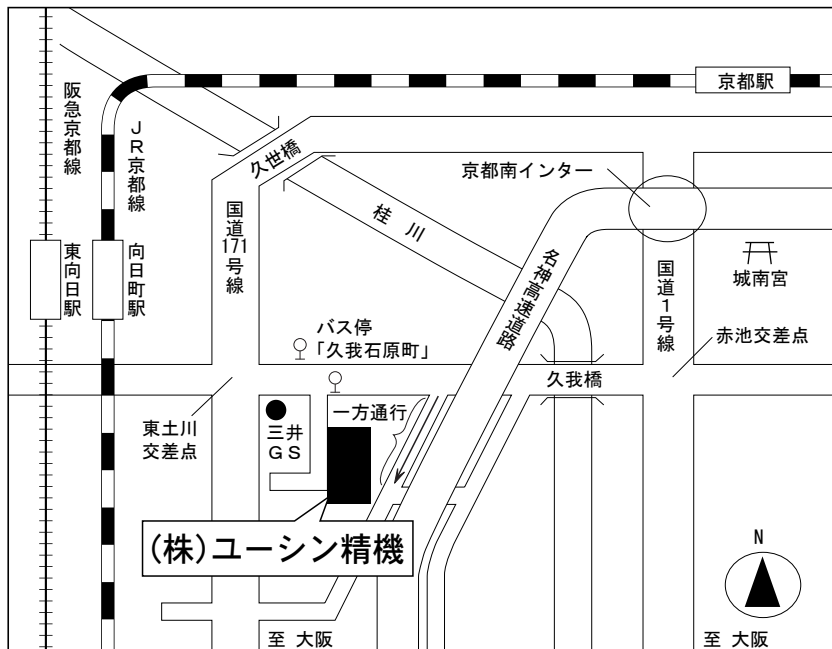 京都駅
阪急京都線
JR京都線
久世橋
京都南インター
国道171号線
桂川
東向日駅
向日町駅
名神高速道路
国道1号線
城南宮
バス停
「久我石原町」
赤池交差点
久我橋
東土川
交差点
三井
GS
一方通行
(株)ユーシン精機
N
至 大阪
至 大阪